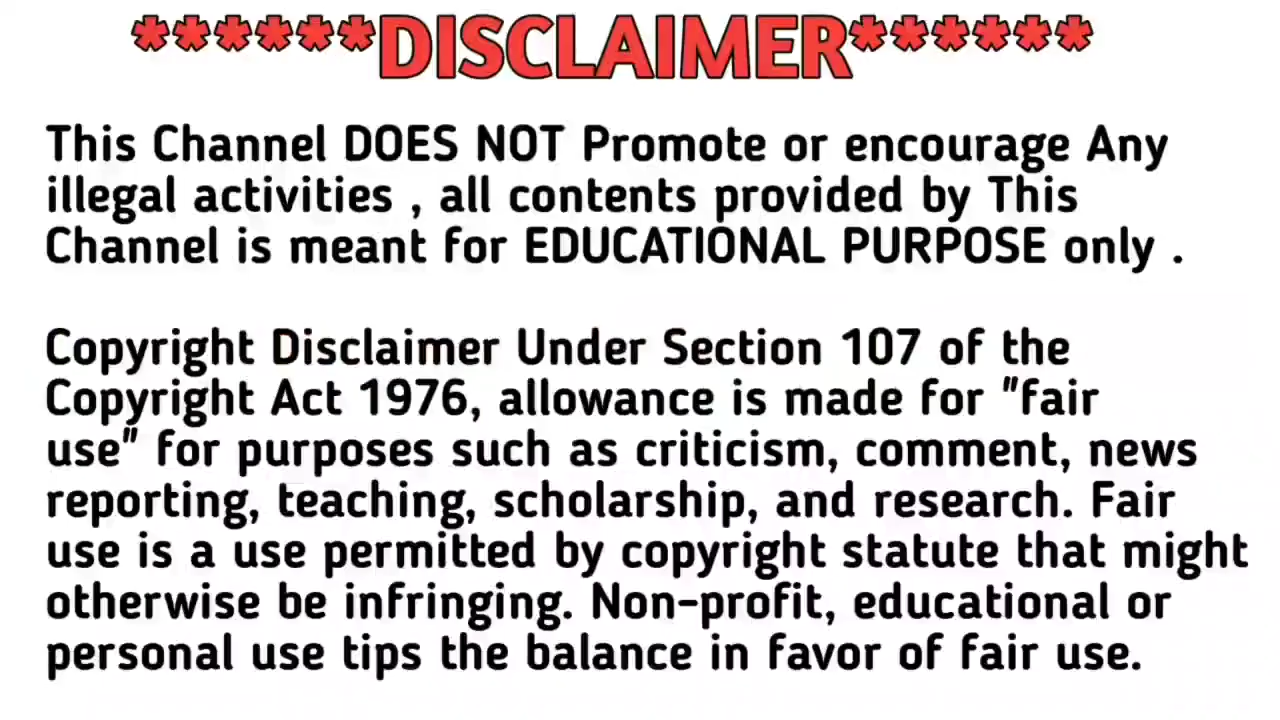 ******DISCLAIMER******
This Channel DOES NOT Promote or encourage Any
illegal activities , all contents provided by This
Channel is meant for EDUCATIONAL PURPOSE only .
Copyright Disclaimer Under Section 107 of the
Copyright Act 1976, allowance is made for "fair
use" for purposes such as criticism, comment, news
reporting, teaching, scholarship, and research. Fair
use is a use permitted by copyright statute that might
otherwise be infringing. Non-profit, educational or
personal use tips the balance in favor of fair use.